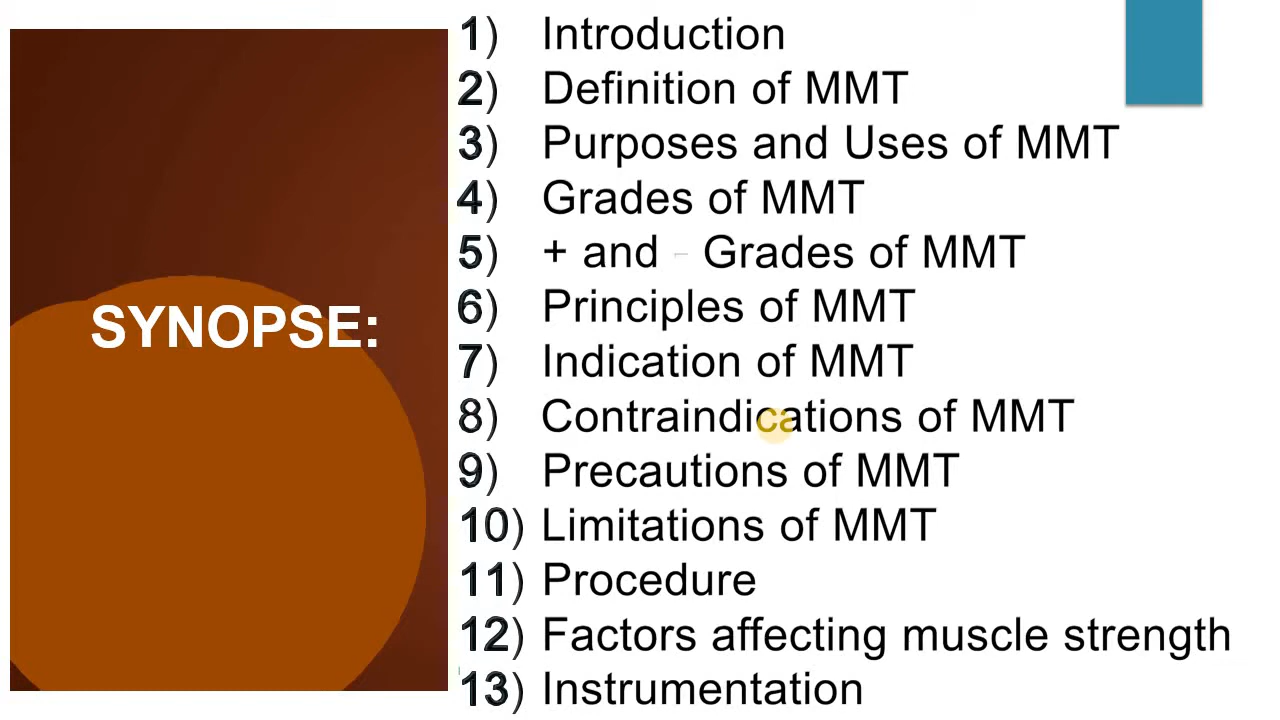 SYNOPSE:
1) Introduction
2) Definition of MMT
3) Purposes and Uses of MMT
4) Grades of MMT
5) + and – Grades of MMT
6) Principles of MMT
7) Indication of MMT
8) Contraindications of MMT
9) Precautions of MMT
10) Limitations of MMT
11) Procedure
12) Factors affecting muscle strength
13) Instrumentation